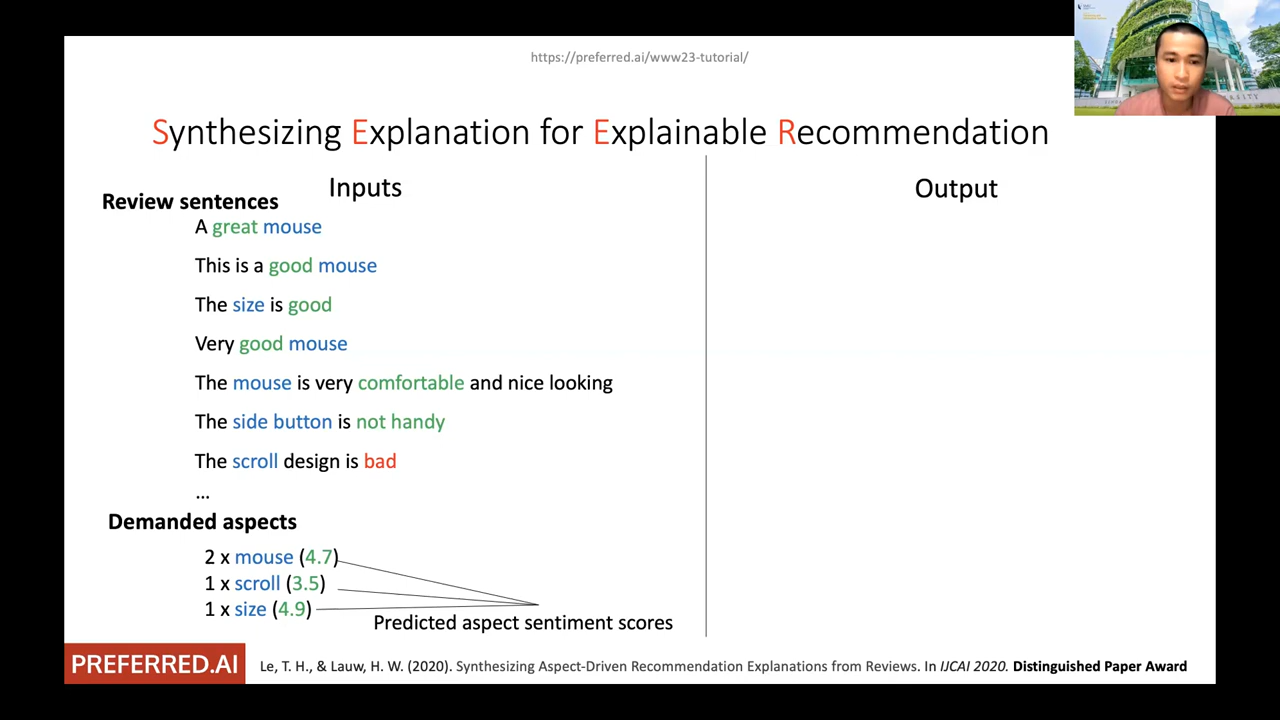 https://preferred.ai/www23-tutorial/
Synthesizing Explanation for Explainable Recommendation
Inputs
Review sentences
A great mouse
This is a good mouse
The size is good
Very good mouse
The mouse is very comfortable and nice looking
The side button is not handy
The scroll design is bad
...
Demanded aspects
2 x mouse (4.7)
1 x scroll (3.5)
1 x size (4.9)
Predicted aspect sentiment scores
Output
PREFERRED.AI
Le, T. H., & Lauw, H. W. (2020). Synthesizing Aspect-Driven Recommendation Explanations from Reviews. In IJCAI 2020. Distinguished Paper Award